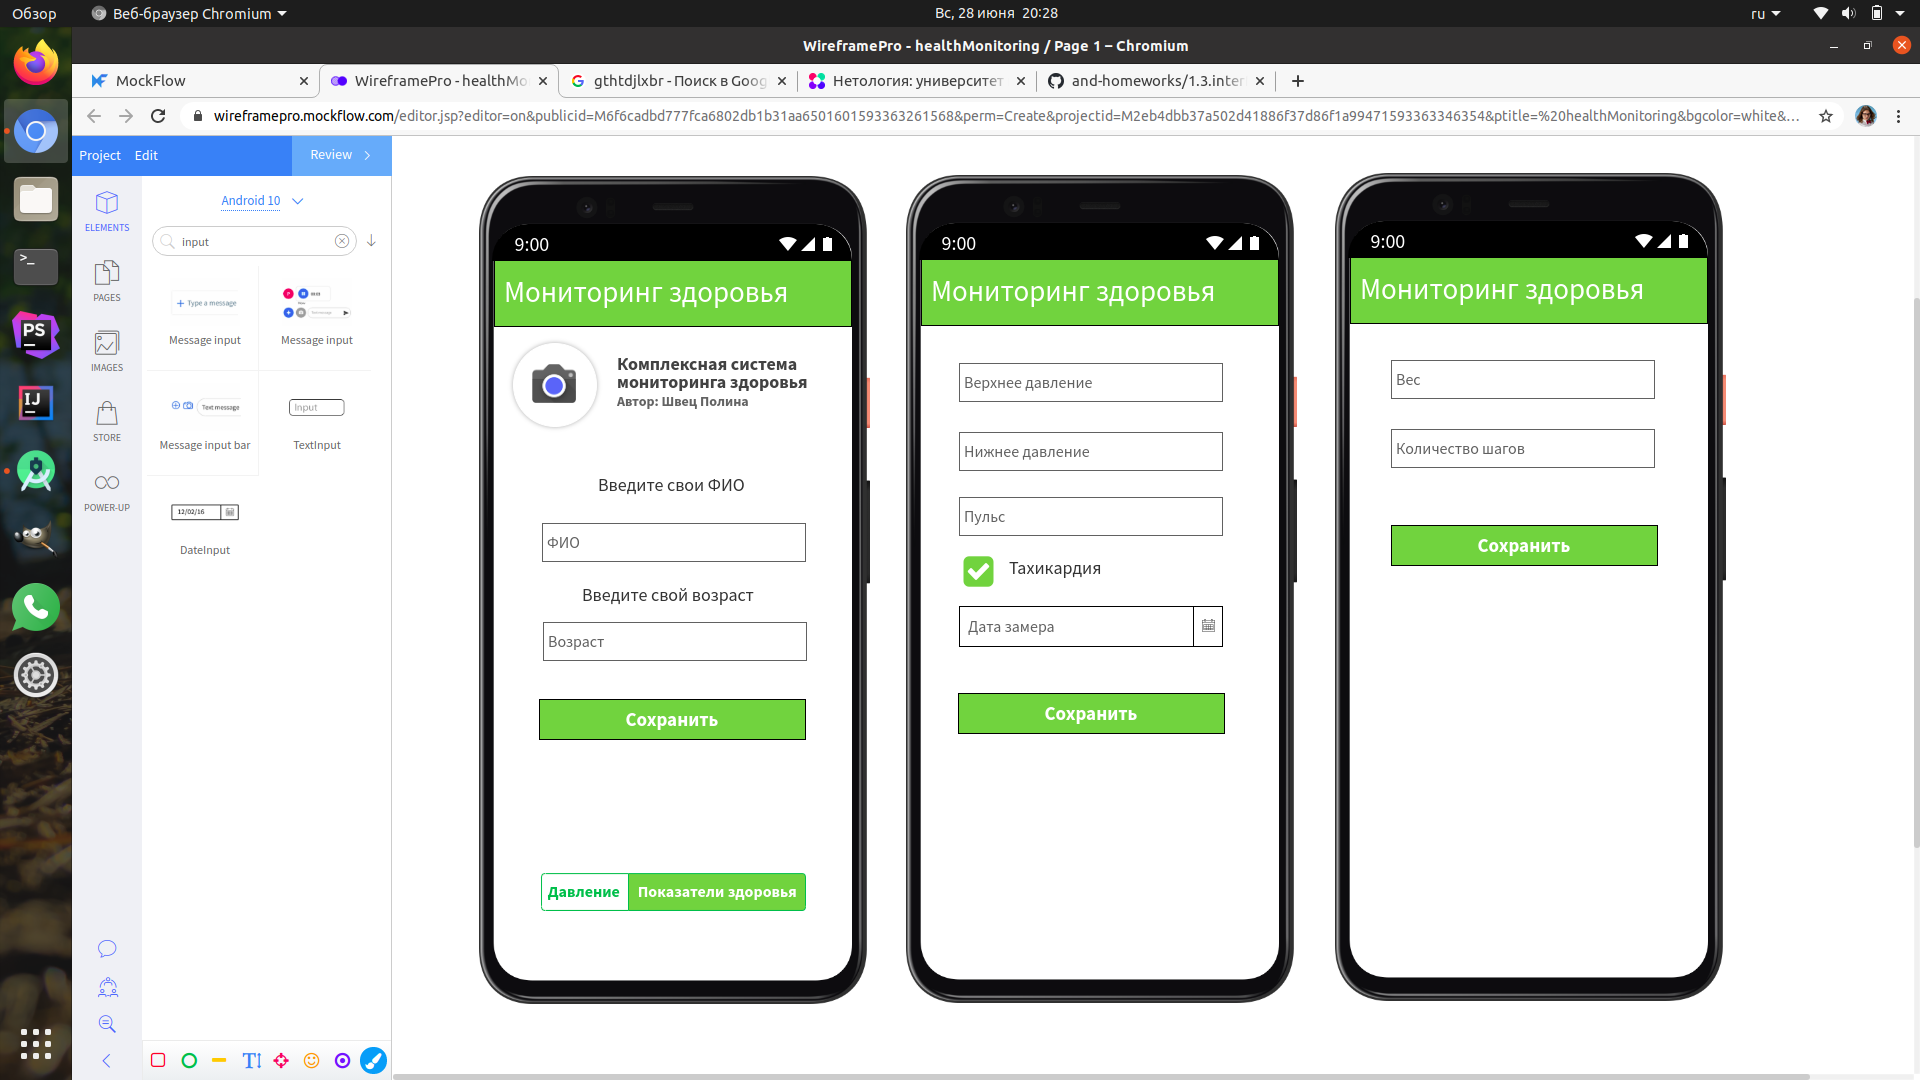 Обзор
Веб-браузер Chromium
Вс, 28 июня 20:28
ru
WireframePro - healthMonitoring / Page 1 – Chromium
MockFlow
WireframePro - healthMo
gthtdjlxbr - Поиск в Goog
Нетология: университет
and-homeworks/1.3.inter
wireframepro.mockflow.com/editor.jsp?editor=on&publicid=M6f6cadbd777fca6802db1b31aa6501601593363261568&perm=Create&projectid=M2eb4dbb37a502d41886f37d86f1a99471593363346354&ptitle=%20healthMonitoring&bgcolor=white&...
Project
Edit
Review
ELEMENTS
PAGES
IMAGES
STORE
POWER-UP
Android 10
input
Type a message
Message input
Message input
Text message
Message input bar
Input
TextInput
12/02/16
DateInput
9:00
Мониторинг здоровья
Комплексная система
мониторинга здоровья
Автор: Швец Полина
Введите свои ФИО
ФИО
Введите свой возраст
Возраст
Сохранить
Давление
Показатели здоровья
9:00
Мониторинг здоровья
Верхнее давление
Нижнее давление
Пульс
Тахикардия
Дата замера
Сохранить
9:00
Мониторинг здоровья
Вес
Количество шагов
Сохранить
PS
IJ
>_
T